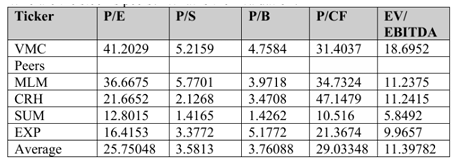 Ticker P/E P/S P/B P/CF EV/
EBITDA
VMC 41.2029 5.2159 4.7584 31.4037 18.6952
Peers
MLM 36.6675 5.7701 3.9718 34.7324 11.2375
CRH 21.6652 2.1268 3.4708 47.1479 11.2415
SUM 12.8015 1.4165 1.4262 10.516 5.8492
EXP 16.4153 3.3772 5.1772 21.3674 9.9657
Average 25.75048 3.5813 3.76088 29.03348 11.39782